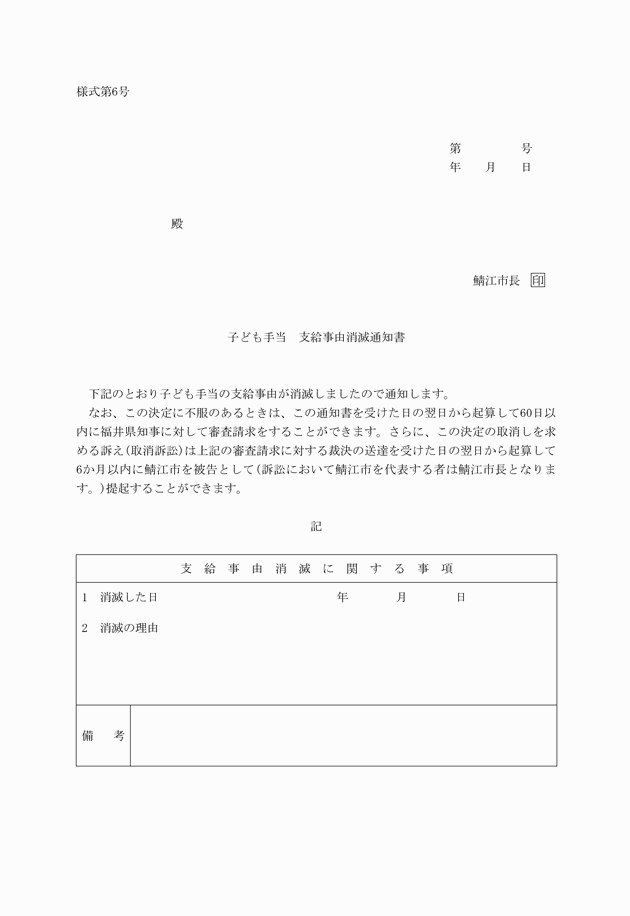 様式第6号
第　　　　　号
年　　月　　日
殿
鯖江市長　印
子ども手当　支給事由消滅通知書
下記のとおり子ども手当の支給事由が消滅しましたので通知します。
なお、この決定に不服のあるときは、この通知書を受けた日の翌日から起算して60日以
内に福井県知事に対して審査請求をすることができます。さらに、この決定の取消しを求
める訴え(取消訴訟)は上記の審査請求に対する裁決の送達を受けた日の翌日から起算して
6か月以内に鯖江市を被告として(訴訟において鯖江市を代表する者は鯖江市長となりま
す。)提起することができます。
記
支給事由消滅に関する事項
1　消滅した日　　　　　年　　　月　　　日
2　消滅の理由
備　考